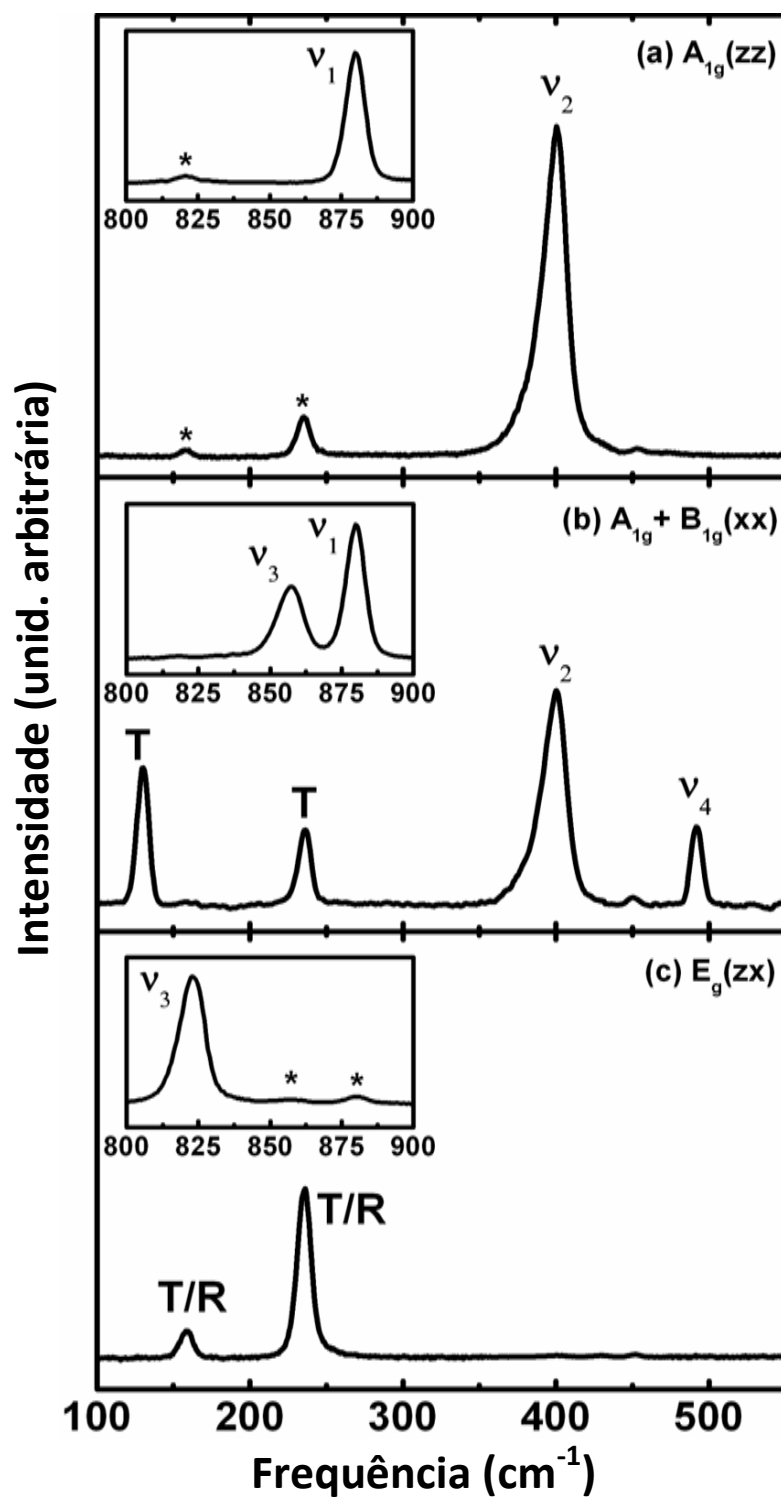 Intensidade (unid. arbitrária)
(a) A1g(zz)
ν1
*
800 825 850 875 900
ν2
*
*
(b) A1g+ B1g(xx)
ν3
ν1
800 825 850 875 900
T
T
ν2
ν4
(c) Eg(zx)
ν3
*
*
800 825 850 875 900
T/R
T/R
100 200 300 400 500
Frequência (cm-1)